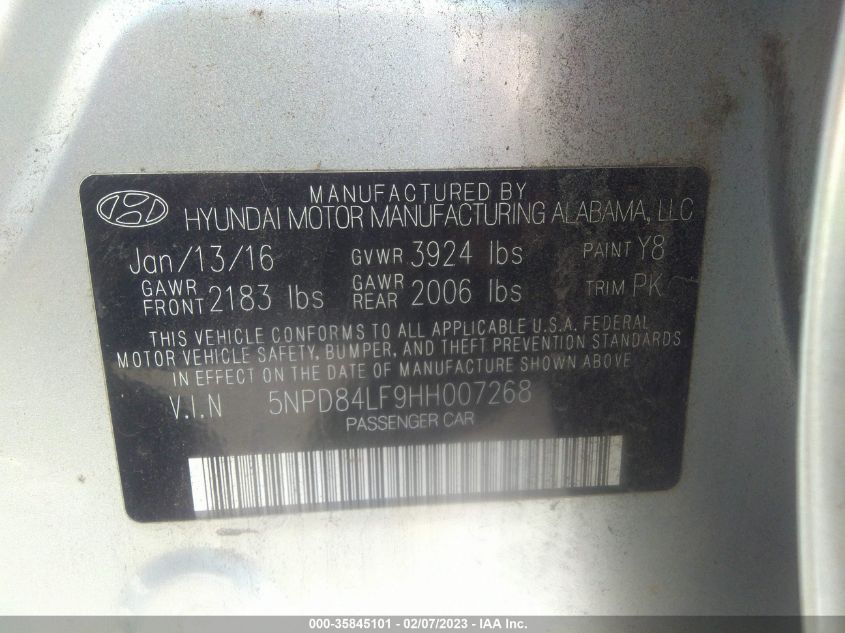 MANUFACTURED BY
HYUNDAI MOTOR MANUFACTURING ALABAMA, LLC
Jan/13/16 GVWR 3924 lbs PAINT Y8
GAWR FRONT 2183 lbs GAWR REAR 2006 lbs TRIM PK
THIS VEHICLE CONFORMS TO ALL APPLICABLE U.S.A. FEDERAL
MOTOR VEHICLE SAFETY, BUMPER, AND THEFT PREVENTION STANDARDS
IN EFFECT ON THE DATE OF MANUFACTURE SHOWN ABOVE
V.I.N 5NPD84LF9HH007268
PASSENGER CAR
000-35845101 - 02/07/2023 - IAA Inc.